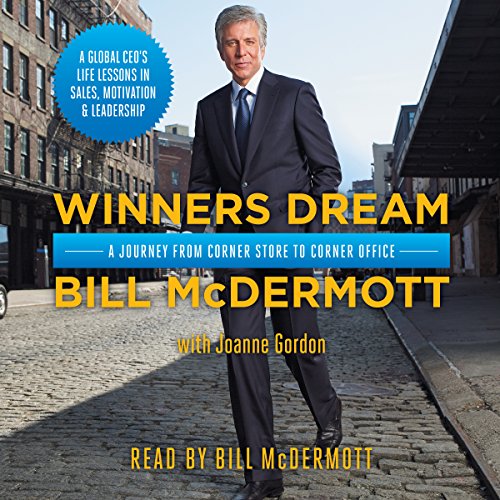 A GLOBAL CEO'S
LIFE LESSONS IN
SALES, MOTIVATION
& LEADERSHIP
WINNERS DREAM
A JOURNEY FROM CORNER STORE TO CORNER OFFICE
BILL McDERMOTT
with Joanne Gordon
READ BY BILL McDERMOTT